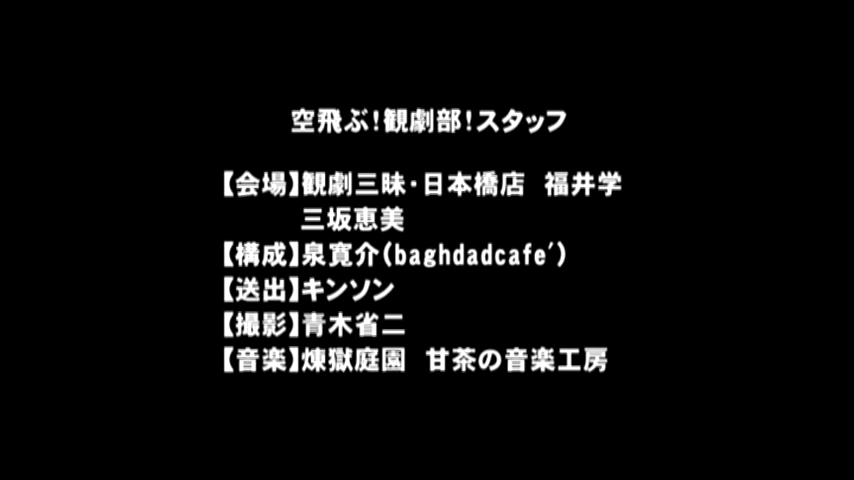 空飛ぶ!観劇部!スタッフ
【会場】観劇三昧・日本橋店　福井学
三坂恵美
【構成】泉寛介(baghdadcafe')
【送出】キンソン
【撮影】青木省二
【音楽】煉獄庭園　甘茶の音楽工房